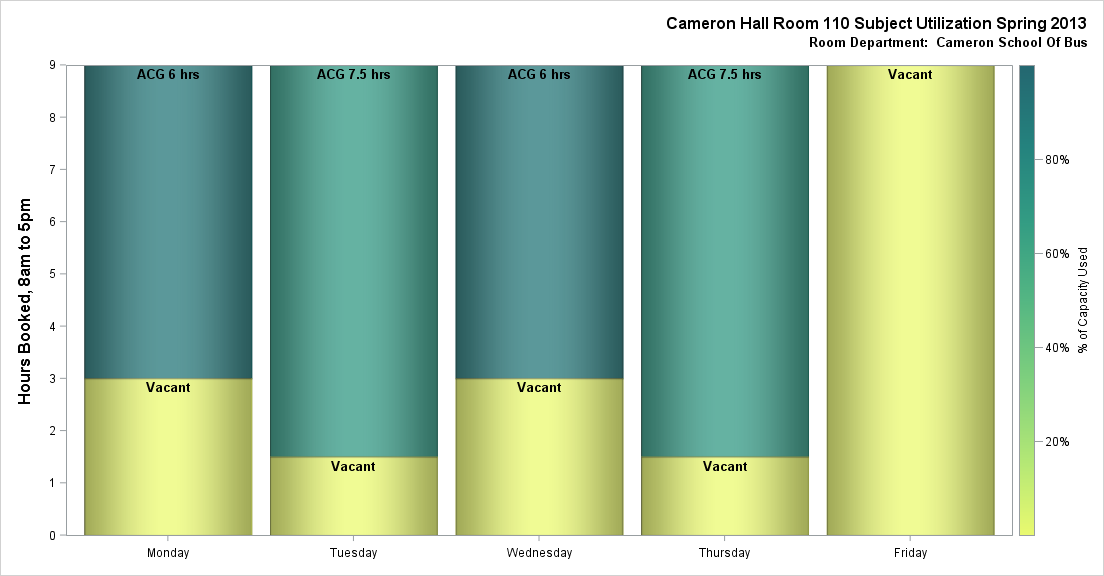 Cameron Hall Room 110 Subject Utilization Spring 2013
Room Department:  Cameron School Of Bus
Hours Booked, 8am to 5pm
9
8
7
6
5
4
3
2
1
0
ACG 6 hrs
ACG 7.5 hrs
ACG 6 hrs
ACG 7.5 hrs
Vacant
Vacant
Vacant
Vacant
Vacant
Monday
Tuesday
Wednesday
Thursday
Friday
80%
60%
40%
20%
% of Capacity Used